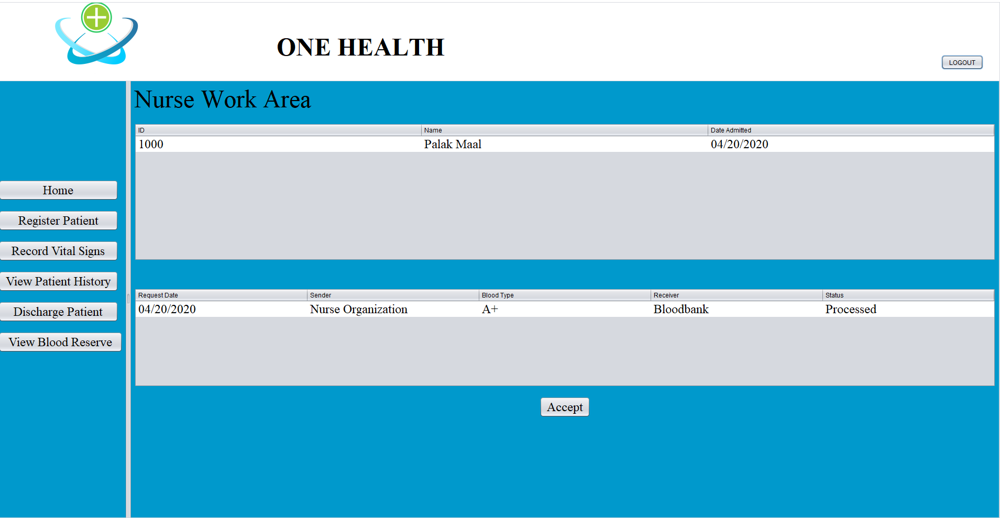 ONE HEALTH
LOGOUT
Nurse Work Area
ID Name Date Admitted
1000 Palak Maal 04/20/2020
Home
Register Patient
Record Vital Signs
View Patient History
Discharge Patient
View Blood Reserve
Request Date Sender Blood Type Receiver Status
04/20/2020 Nurse Organization A+ Bloodbank Processed
Accept